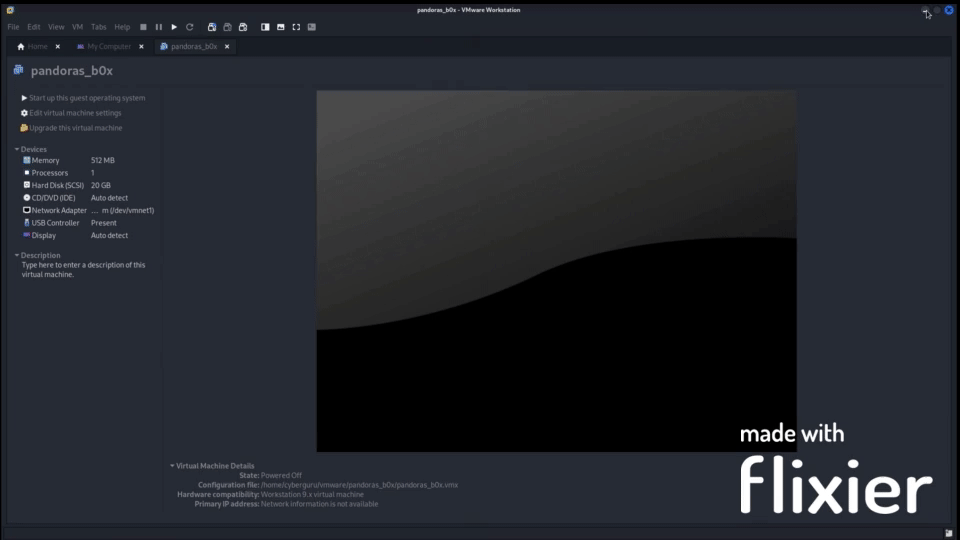 pandoras_b0x - VMware Workstation
File Edit View VM Tabs Help
Home My Computer pandoras_b0x
pandoras_b0x
Start up this guest operating system
Edit virtual machine settings
Upgrade this virtual machine
Devices
Memory 512 MB
Processors 1
Hard Disk (SCSI) 20 GB
CD/DVD (IDE) Auto detect
Network Adapter ... m (/dev/vmnet1)
USB Controller Present
Display Auto detect
Description
Type here to enter a description of this
virtual machine.
Virtual Machine Details
State: Powered Off
Configuration file: /home/cyberguru/vmware/pandoras_b0x/pandoras_b0x.vmx
Hardware compatibility: Workstation 9.x virtual machine
Primary IP address: Network information is not available
made with
flixier